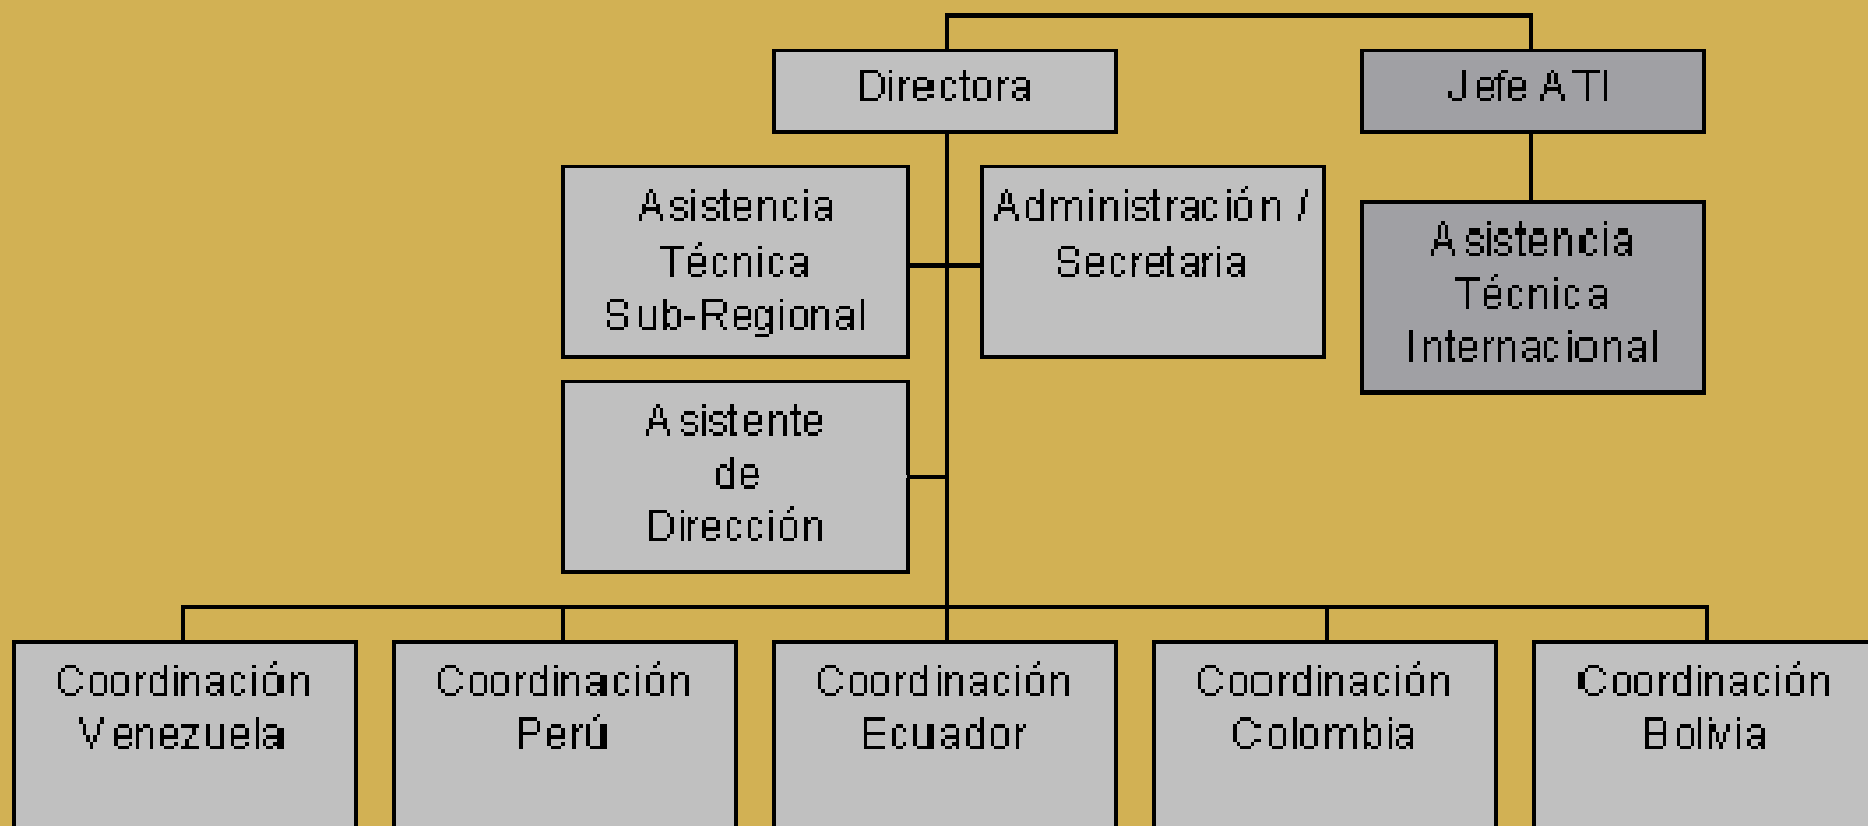 Directora
Jefe ATI
Asistencia
Técnica
Sub-Regional
Administración /
Secretaria
Asistencia
Técnica
Internacional
Asistente
de
Dirección
Coordinación
Venezuela
Coordinación
Perú
Coordinación
Ecuador
Coordinación
Colombia
Coordinación
Bolivia